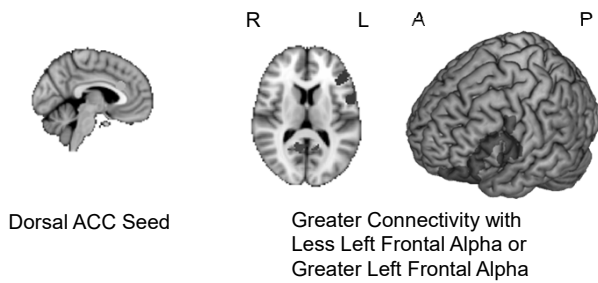 R L A P
Dorsal ACC Seed
Greater Connectivity with
Less Left Frontal Alpha or
Greater Left Frontal Alpha